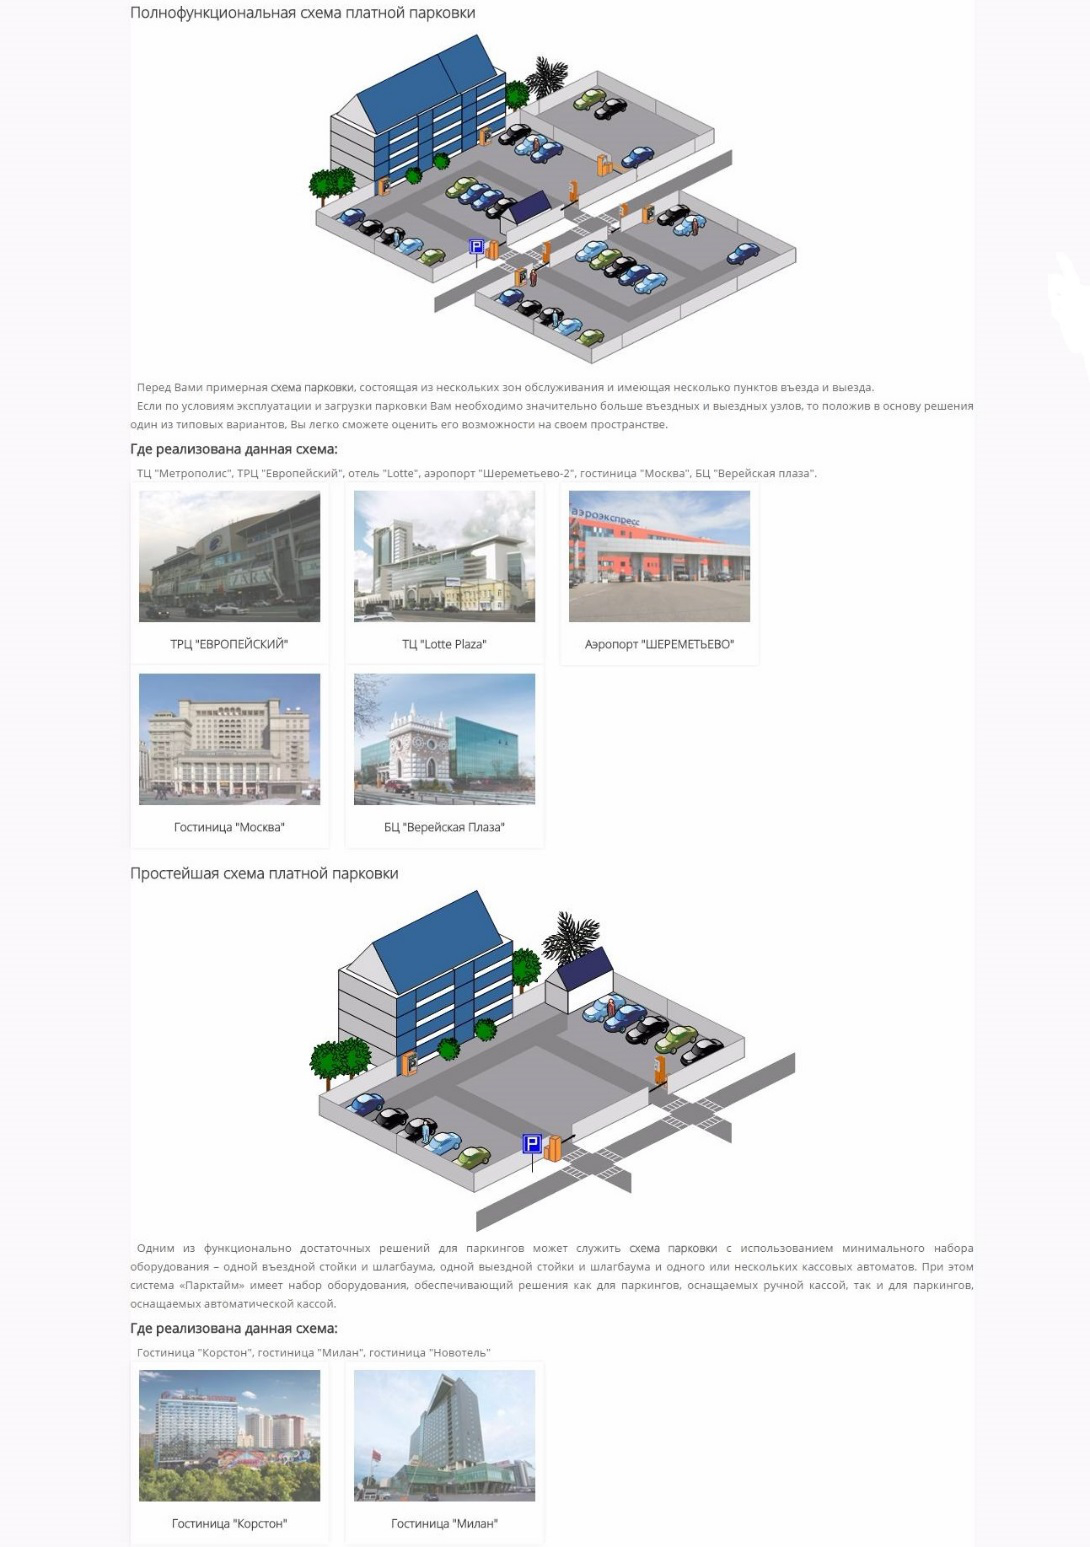 Полнофункциональная схема платной парковки
P
Перед Вами примерная схема парковки, состоящая из нескольких зон обслуживания и имеющая несколько пунктов въезда и выезда.
Если по условиям эксплуатации и загрузки парковки Вам необходимо значительно больше въездных и выездных узлов, то положив в основу решения
один из типовых вариантов, Вы легко сможете оценить его возможности на своем пространстве.
Где реализована данная схема:
ТЦ "Метрополис", ТРЦ "Европейский", отель "Lotte", аэропорт "Шереметьево-2", гостиница "Москва", БЦ "Верейская плаза".
ZARA
аэроэкспресс
ТРЦ "ЕВРОПЕЙСКИЙ"
ТЦ "Lotte Plaza"
Аэропорт "ШЕРЕМЕТЬЕВО"
Гостиница "Москва"
БЦ "Верейская Плаза"
Простейшая схема платной парковки
P
Одним из функционально достаточных решений для паркингов может служить схема парковки с использованием минимального набора
оборудования – одной въездной стойки и шлагбаума, одной выездной стойки и шлагбаума и одного или нескольких кассовых автоматов. При этом
система «Парктайм» имеет набор оборудования, обеспечивающий решения как для паркингов, оснащаемых ручной кассой, так и для паркингов,
оснащаемых автоматической кассой.
Где реализована данная схема:
Гостиница "Корстон", гостиница "Милан", гостиница "Новотель"
Гостиница "Корстон"
Гостиница "Милан"